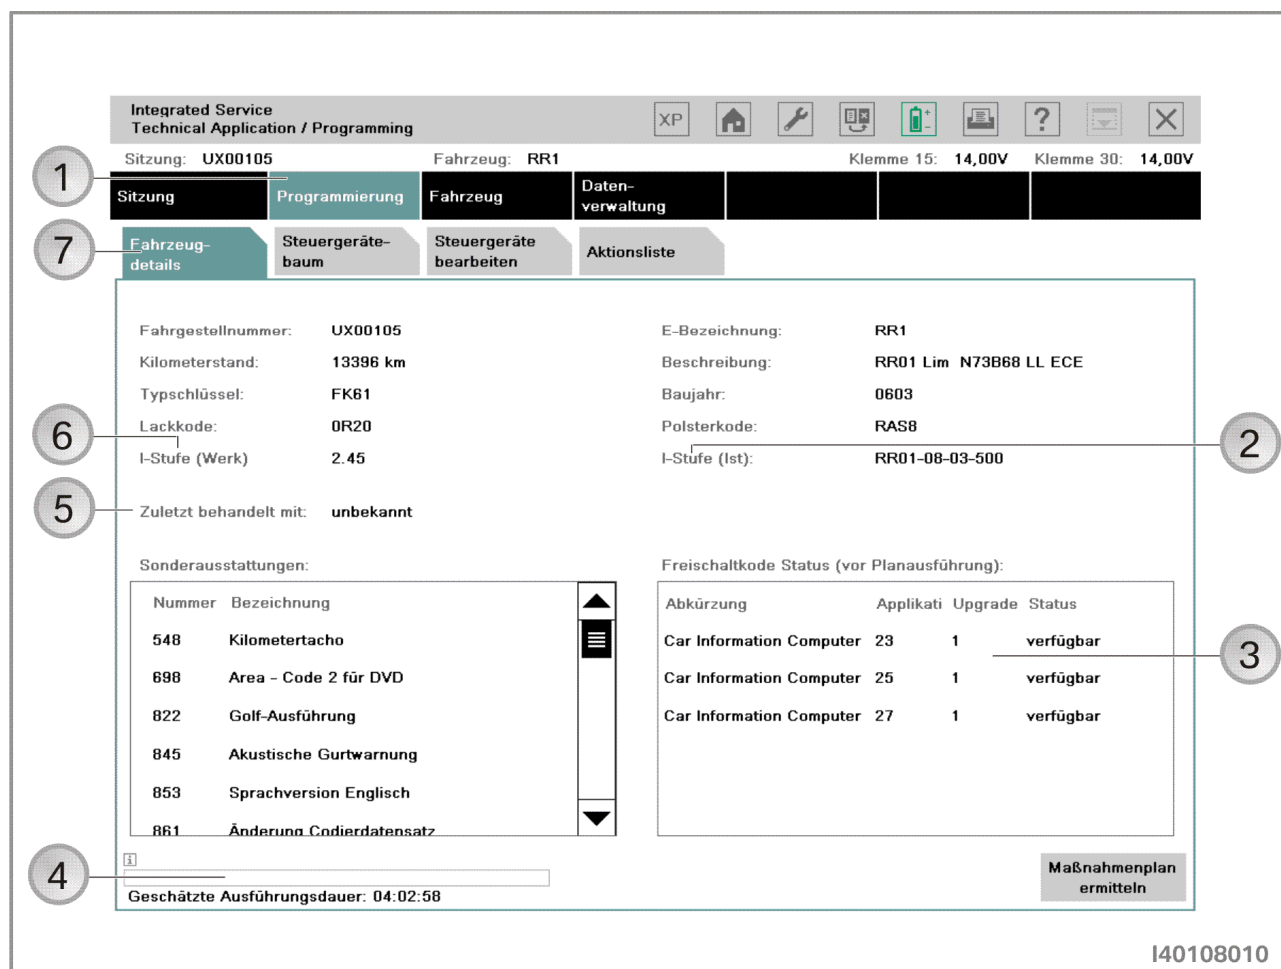 Integrated Service
Technical Application / Programming
XP
?
Sitzung: UX00105 Fahrzeug: RR1 Klemme 15: 14,00V Klemme 30: 14,00V
1
Sitzung Programmierung Fahrzeug Daten-
verwaltung
7
Fahrzeug-
details
Steuergeräte-
baum
Steuergeräte
bearbeiten
Aktionsliste
Fahrgestellnummer: UX00105 E-Bezeichnung: RR1
Kilometerstand: 13396 km Beschreibung: RR01 Lim N73B68 LL ECE
Typschlüssel: FK61 Baujahr: 0603
6
Lackkode: 0R20 Polsterkode: RAS8
2
I-Stufe (Werk) 2.45 I-Stufe (Ist): RR01-08-03-500
5
Zuletzt behandelt mit: unbekannt
Sonderausstattungen: Freischaltkode Status (vor Planausführung):
Nummer Bezeichnung Abkürzung Applikati Upgrade Status
548 Kilometertacho Car Information Computer 23 1 verfügbar
3
698 Area - Code 2 für DVD Car Information Computer 25 1 verfügbar
822 Golf-Ausführung Car Information Computer 27 1 verfügbar
845 Akustische Gurtwarnung
853 Sprachversion Englisch
861 Änderung Codierdatensatz
i
4
Geschätzte Ausführungsdauer: 04:02:58
Maßnahmenplan
ermitteln
I40108010